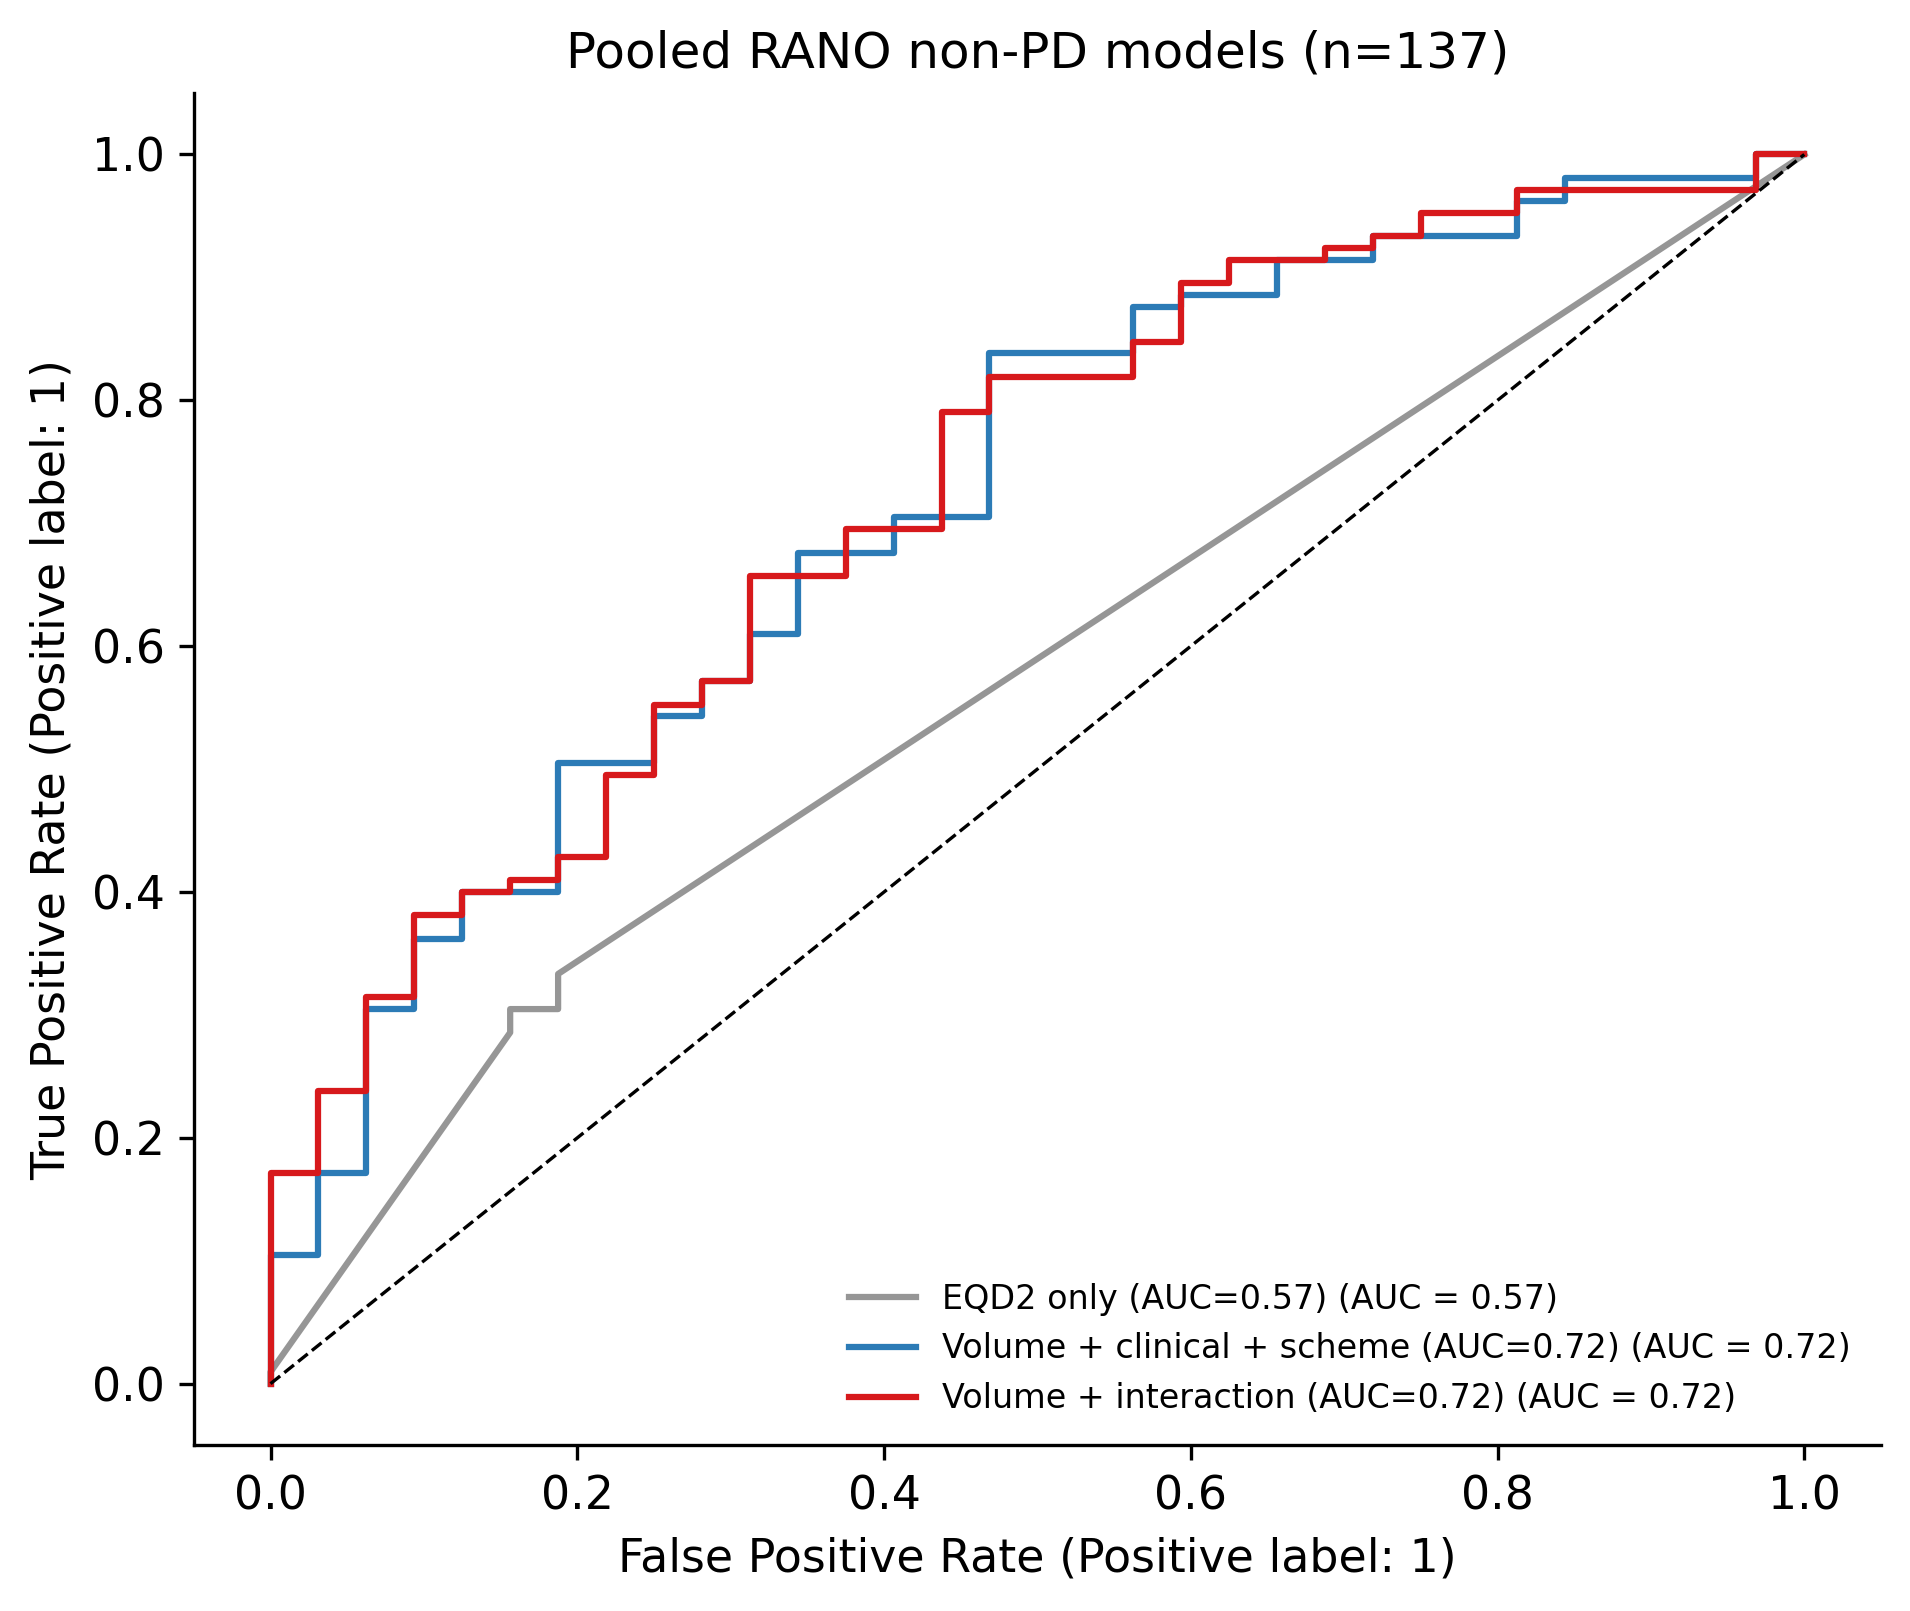 Pooled RANO non-PD models (n=137)
True Positive Rate (Positive label: 1)
1.0
0.8
0.6
0.4
0.2
0.0
EQD2 only (AUC=0.57) (AUC = 0.57)
Volume + clinical + scheme (AUC=0.72) (AUC = 0.72)
Volume + interaction (AUC=0.72) (AUC = 0.72)
0.0 0.2 0.4 0.6 0.8 1.0
False Positive Rate (Positive label: 1)